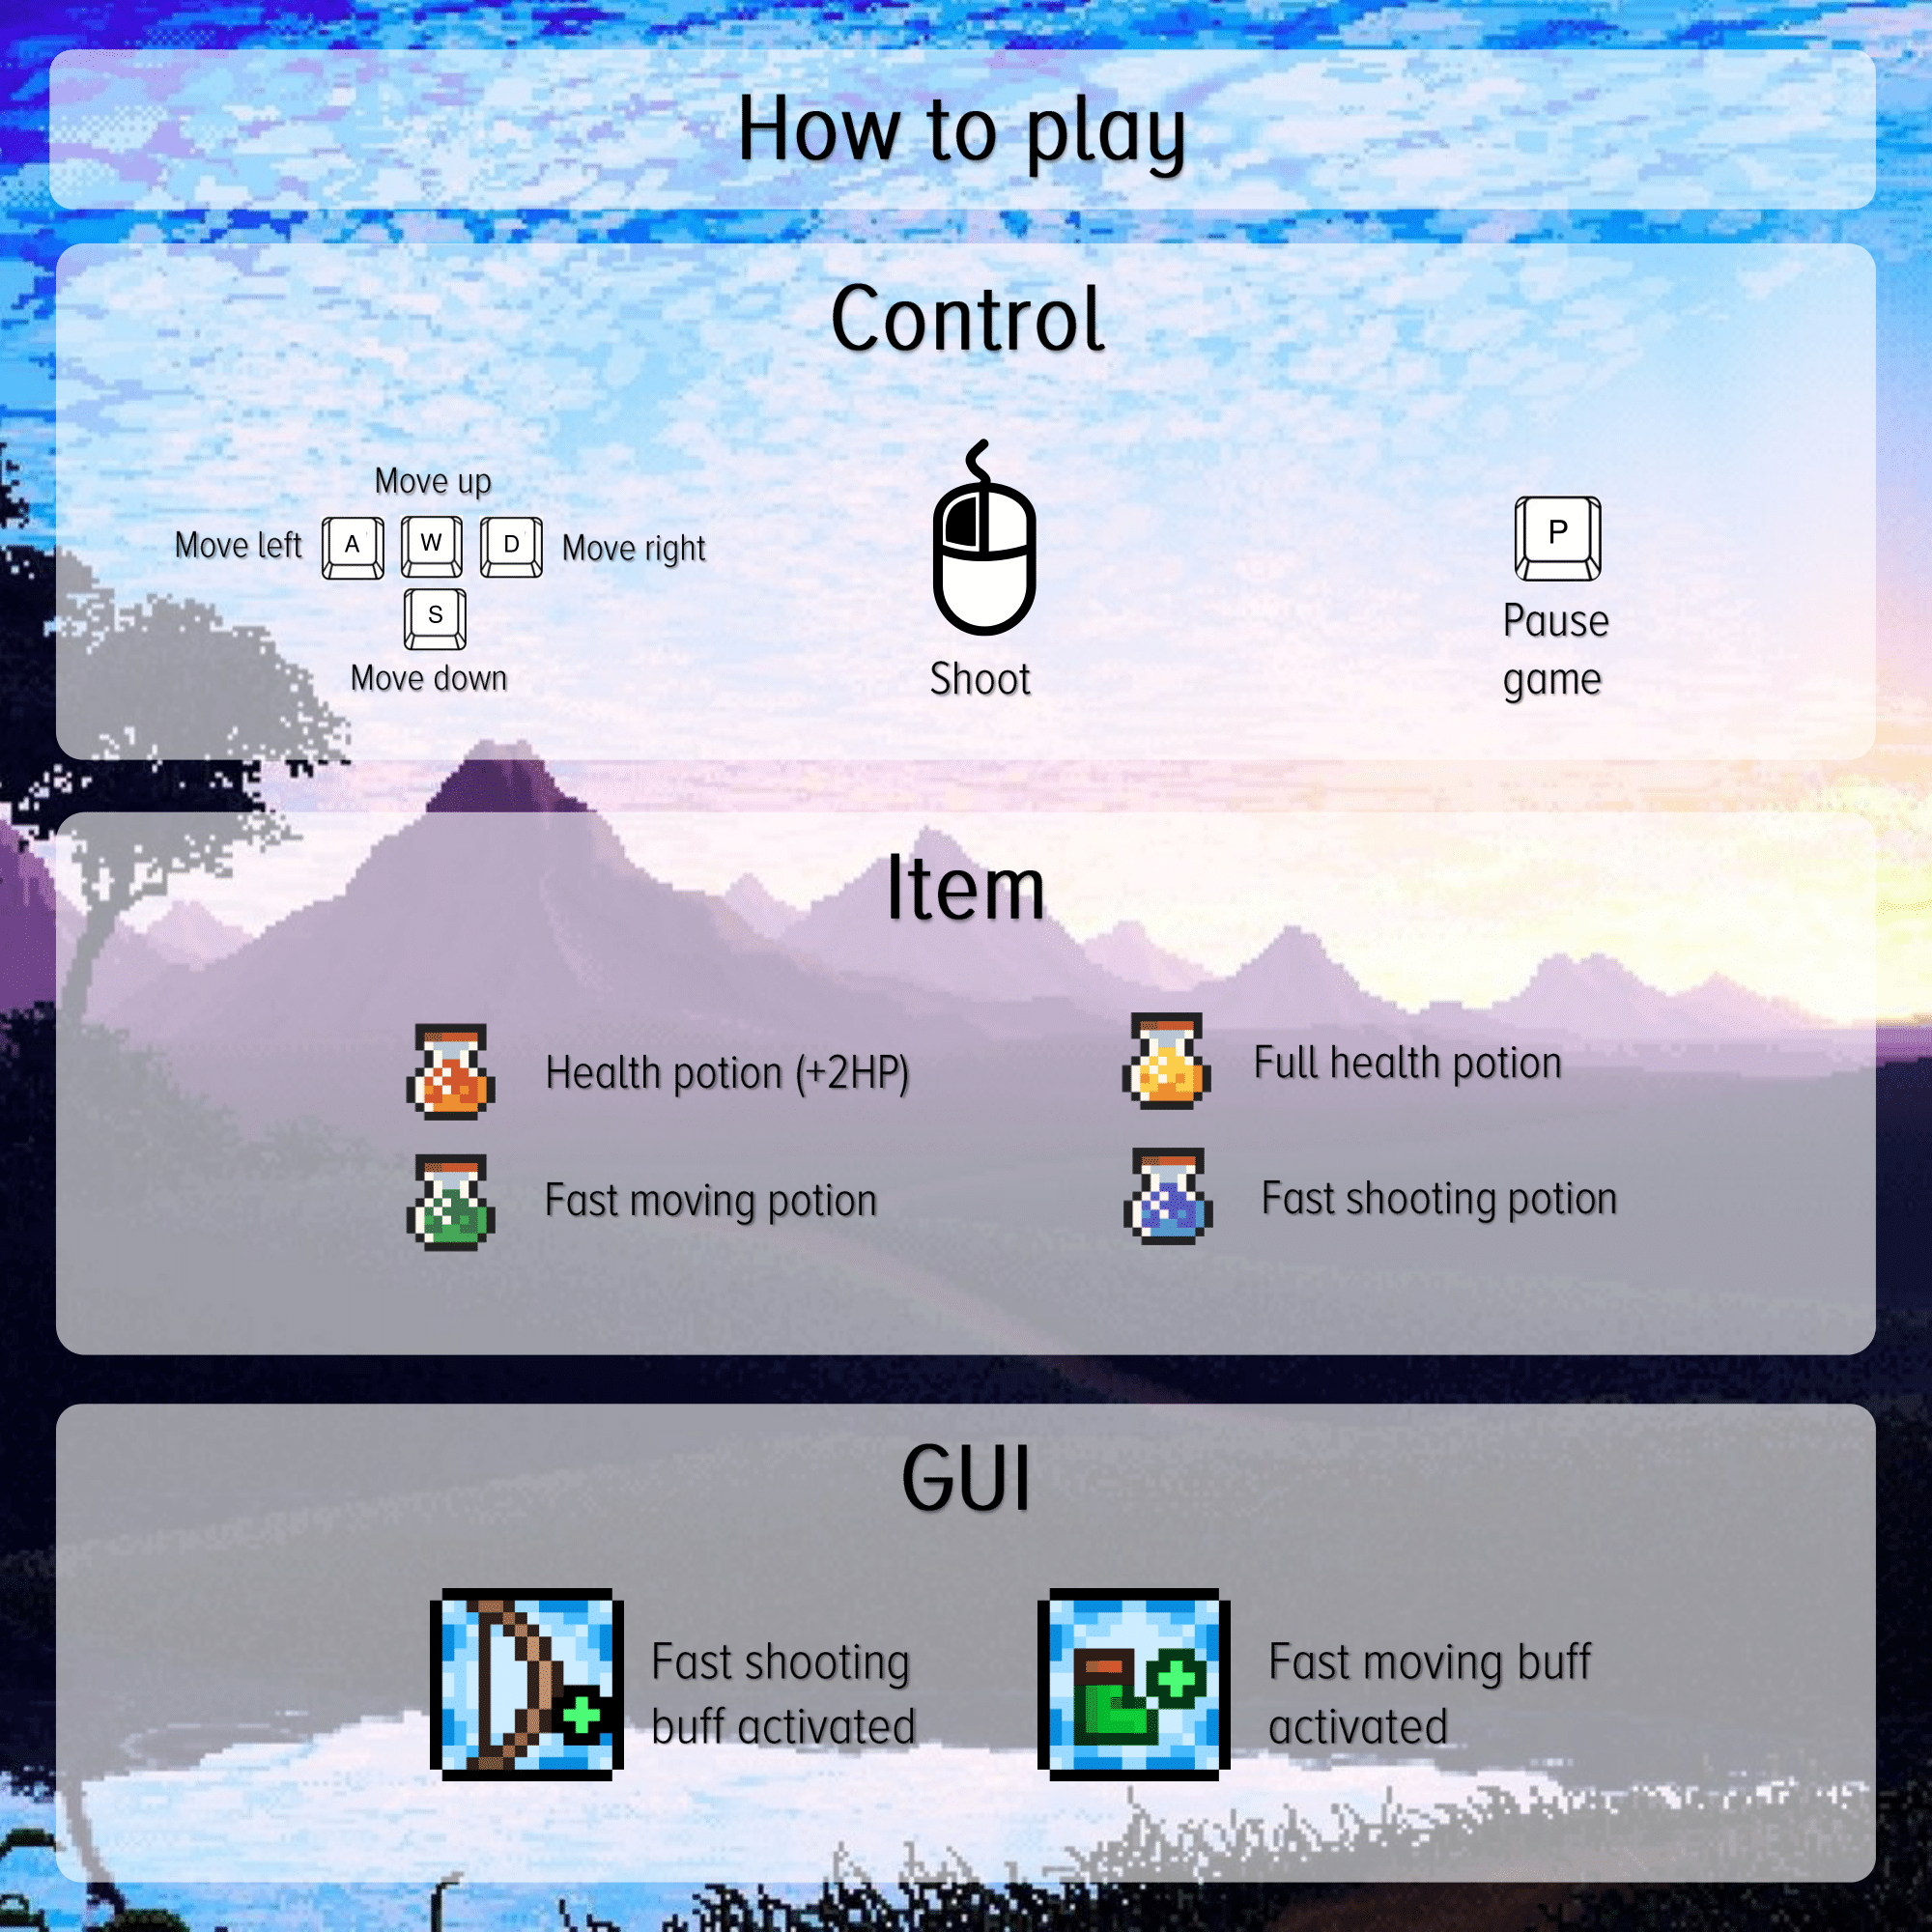 How to play
Control
Move up
Move left A W D Move right
S
Move down
Shoot
P
Pause
game
Item
Health potion (+2HP)
Full health potion
Fast moving potion
Fast shooting potion
GUI
Fast shooting
buff activated
Fast moving buff
activated